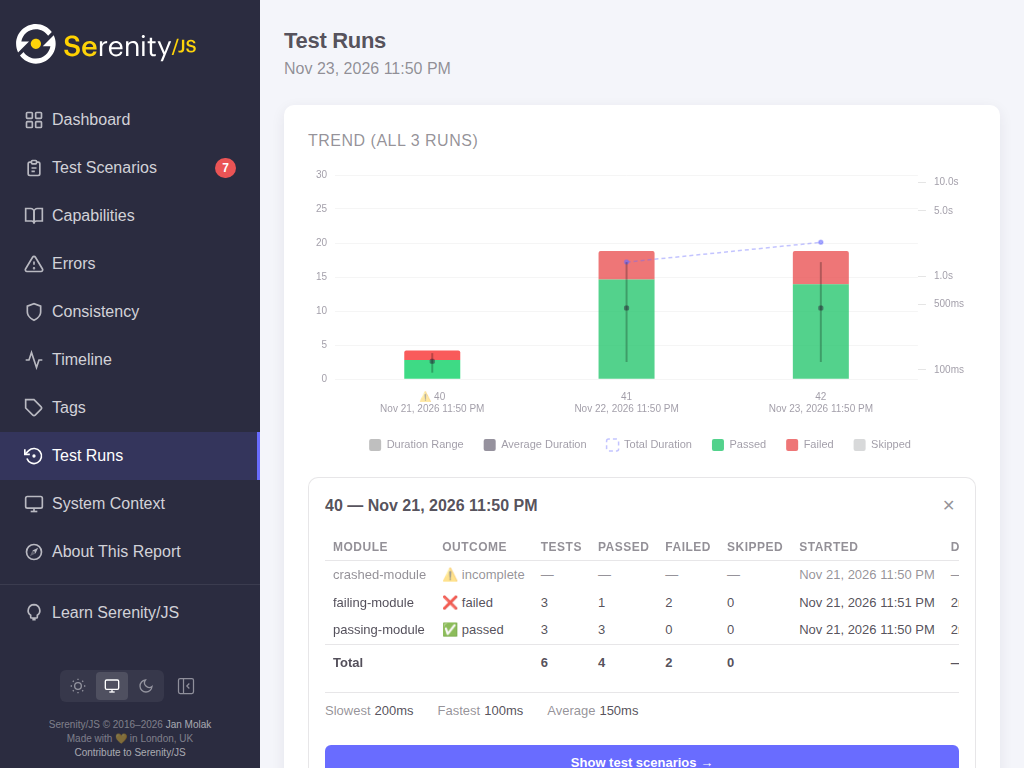 Serenity/JS
Dashboard
Test Scenarios 7
Capabilities
Errors
Consistency
Timeline
Tags
Test Runs
System Context
About This Report
Learn Serenity/JS
Serenity/JS © 2016–2026 Jan Molak
Made with 💛 in London, UK
Contribute to Serenity/JS
Test Runs
Nov 23, 2026 11:50 PM
TREND (ALL 3 RUNS)
30
25
20
15
10
5
0
10.0s
5.0s
1.0s
500ms
100ms
⚠️ 40
Nov 21, 2026 11:50 PM
41
Nov 22, 2026 11:50 PM
42
Nov 23, 2026 11:50 PM
Duration Range Average Duration Total Duration Passed Failed Skipped
40 — Nov 21, 2026 11:50 PM ✕
MODULE OUTCOME TESTS PASSED FAILED SKIPPED STARTED D
crashed-module ⚠️ incomplete — — — — Nov 21, 2026 11:50 PM —
failing-module ❌ failed 3 1 2 0 Nov 21, 2026 11:51 PM
passing-module ✅ passed 3 3 0 0 Nov 21, 2026 11:50 PM
Total 6 4 2 0 —
Slowest 200ms Fastest 100ms Average 150ms
Show test scenarios →